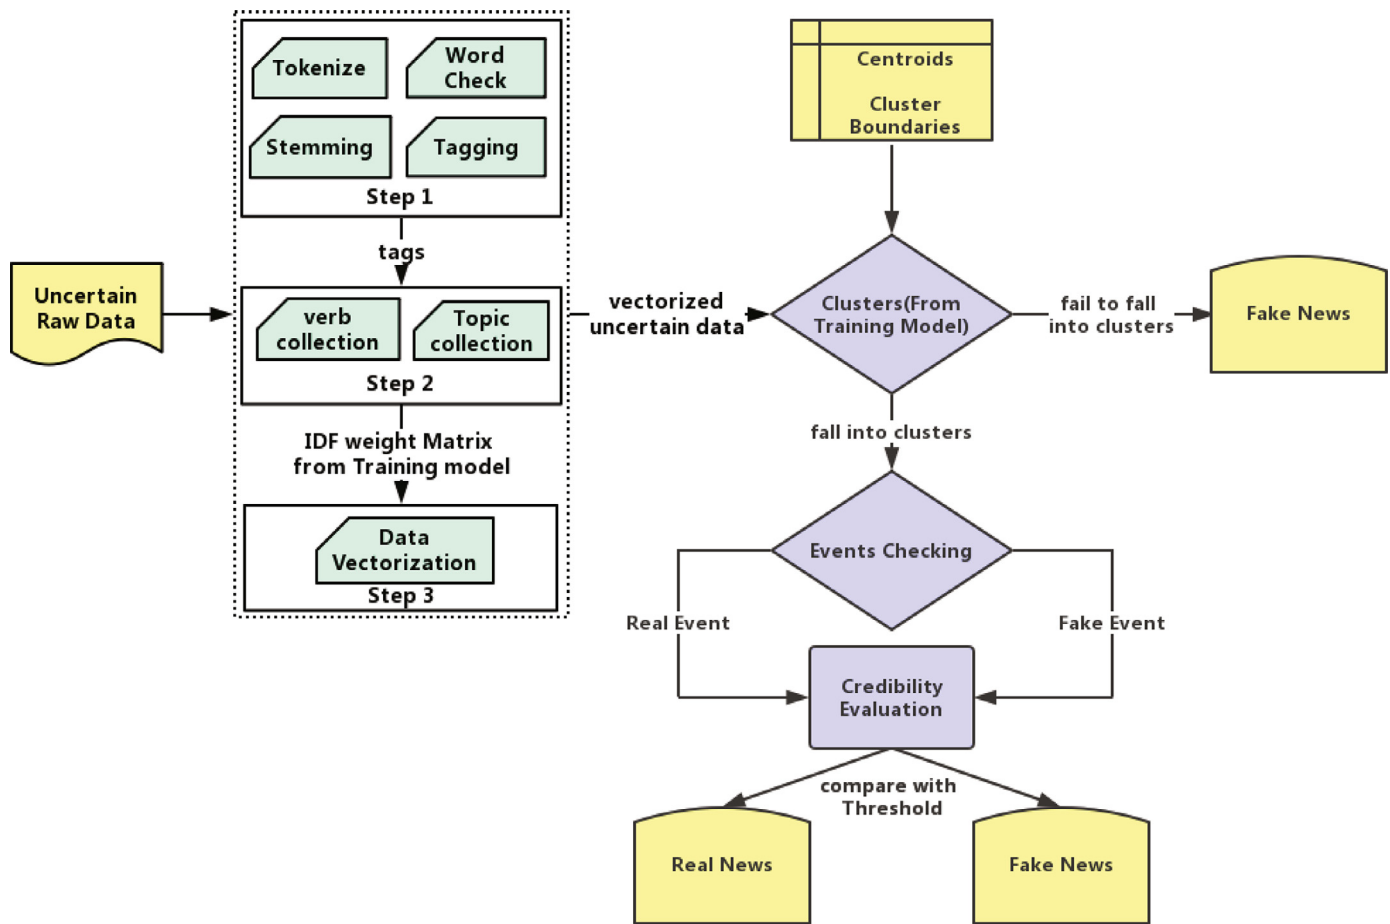 Uncertain
Raw Data
Tokenize
Word
Check
Stemming
Tagging
Step 1
tags
verb
collection
Topic
collection
Step 2
IDF weight Matrix
from Training model
Data
Vectorization
Step 3
vectorized
uncertain data
Centroids
Cluster
Boundaries
Clusters(From
Training Model)
fail to fall
into clusters
Fake News
fall into clusters
Events Checking
Real Event
Fake Event
Credibility
Evaluation
compare with
Threshold
Real News
Fake News